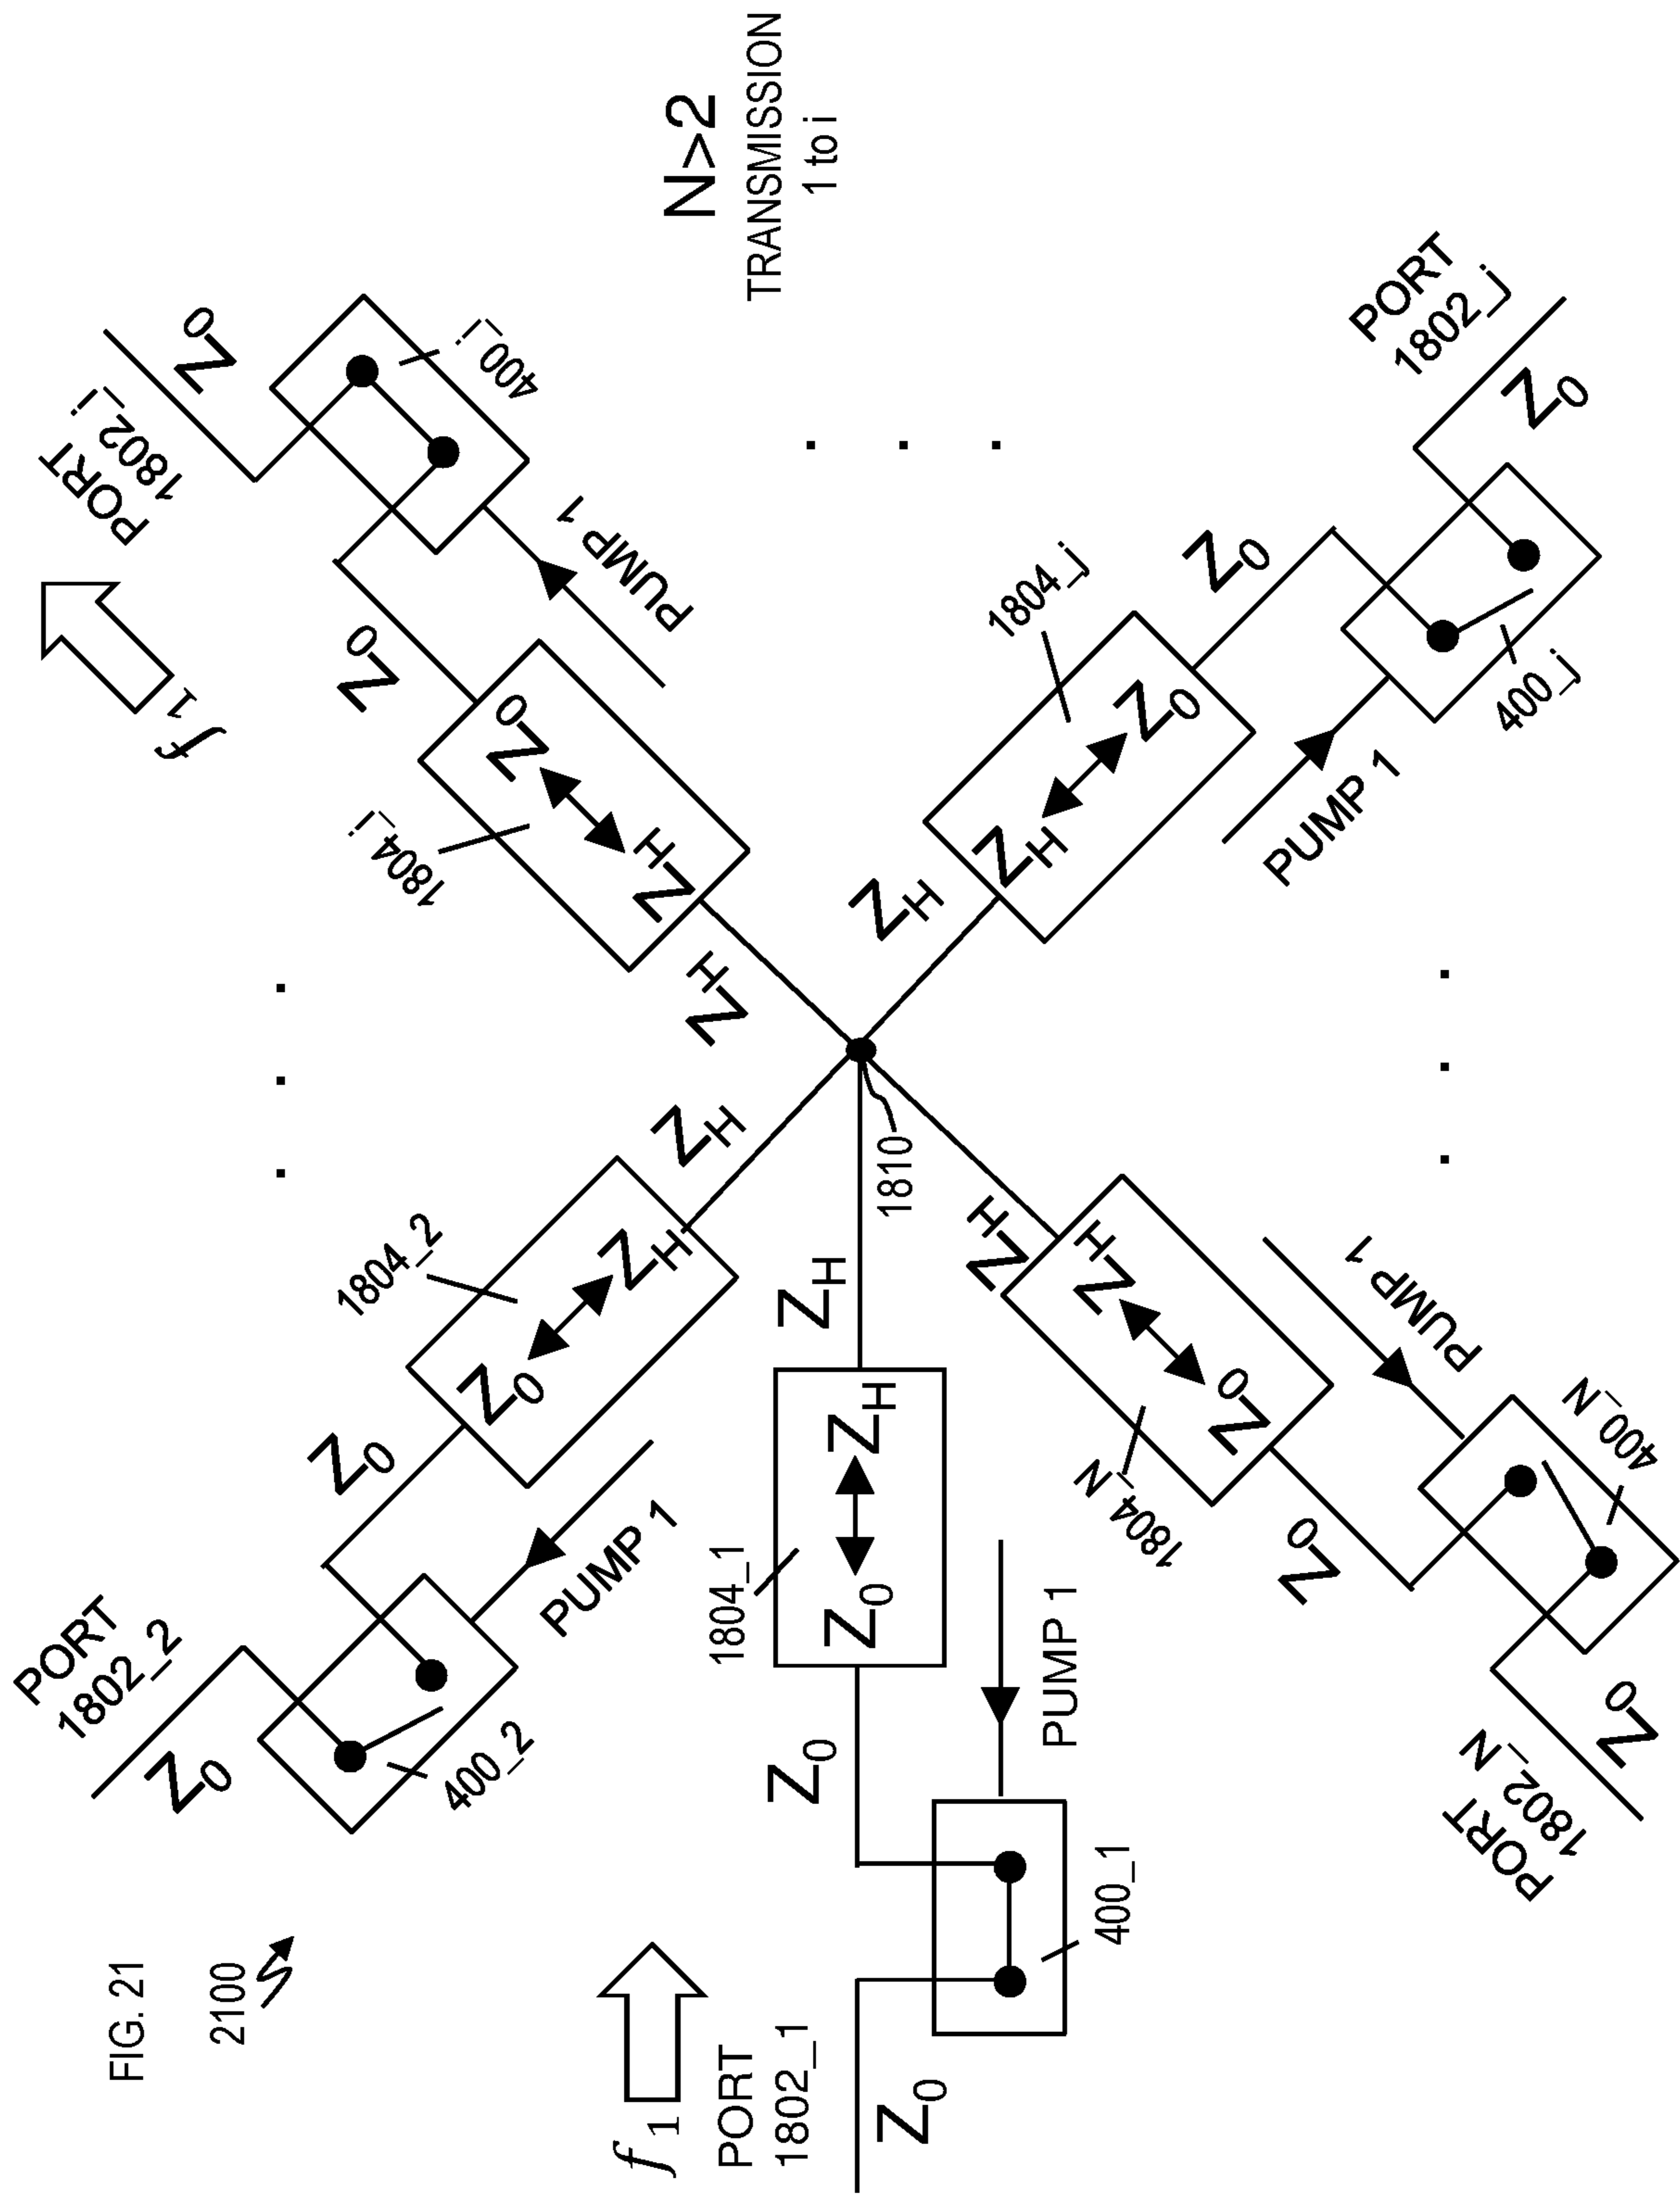 FIG. 21
2100
f1
PORT
1802_1
Z0
400_1
PUMP 1
Z0
1804_1
Z0
ZH
ZH
1810
PORT
1802_2
Z0
400_2
PUMP 1
Z0
1804_2
Z0
ZH
ZH
f1
PORT
1802_i
Z0
400_i
PUMP 1
Z0
1804_i
Z0
ZH
ZH
N>2
TRANSMISSION
1 to i
PORT
1802_j
Z0
400_j
PUMP 1
Z0
1804_j
Z0
ZH
ZH
PORT
1802_N
Z0
400_N
PUMP 1
Z0
1804_N
Z0
ZH
ZH